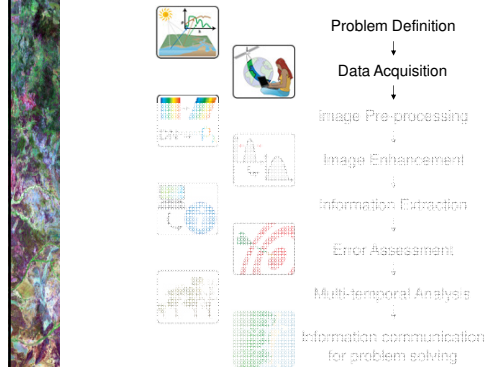 Problem Definition
Data Acquisition
Image Pre-processing
Image Enhancement
Information Extraction
Error Assessment
Multi-temporal Analysis
Information communication
for problem solving